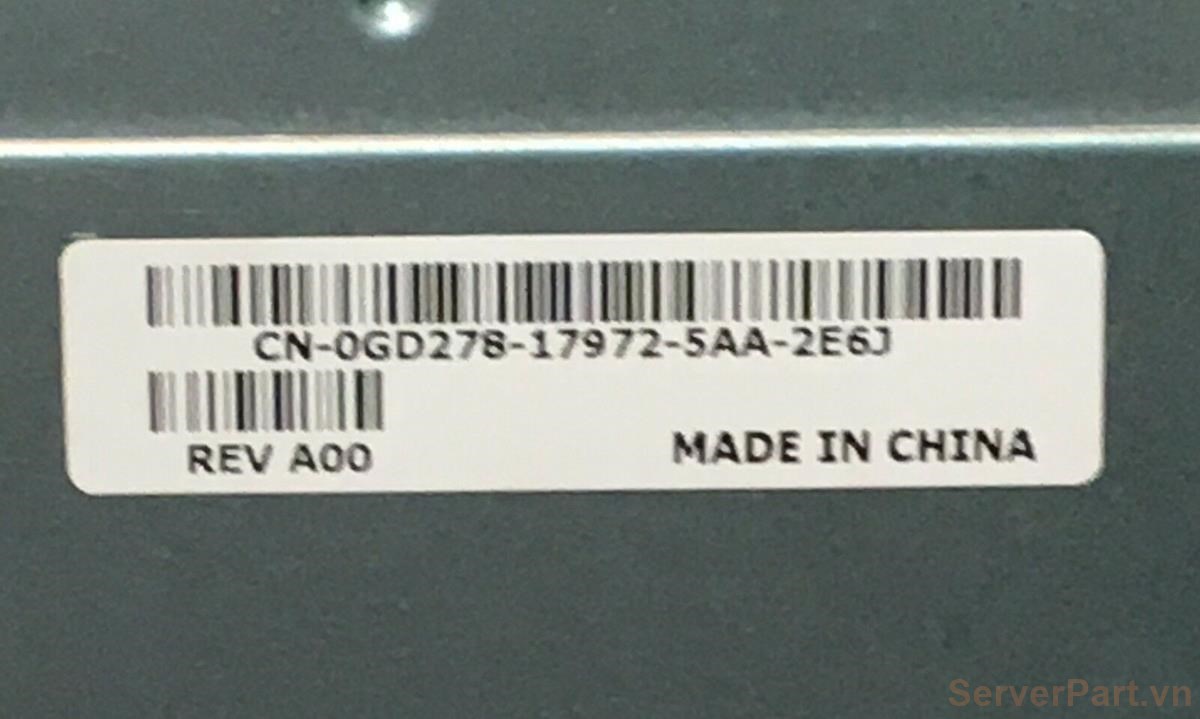 CN-0GD278-17972-5AA-2E6J
REV A00
MADE IN CHINA
ServerPart.vn